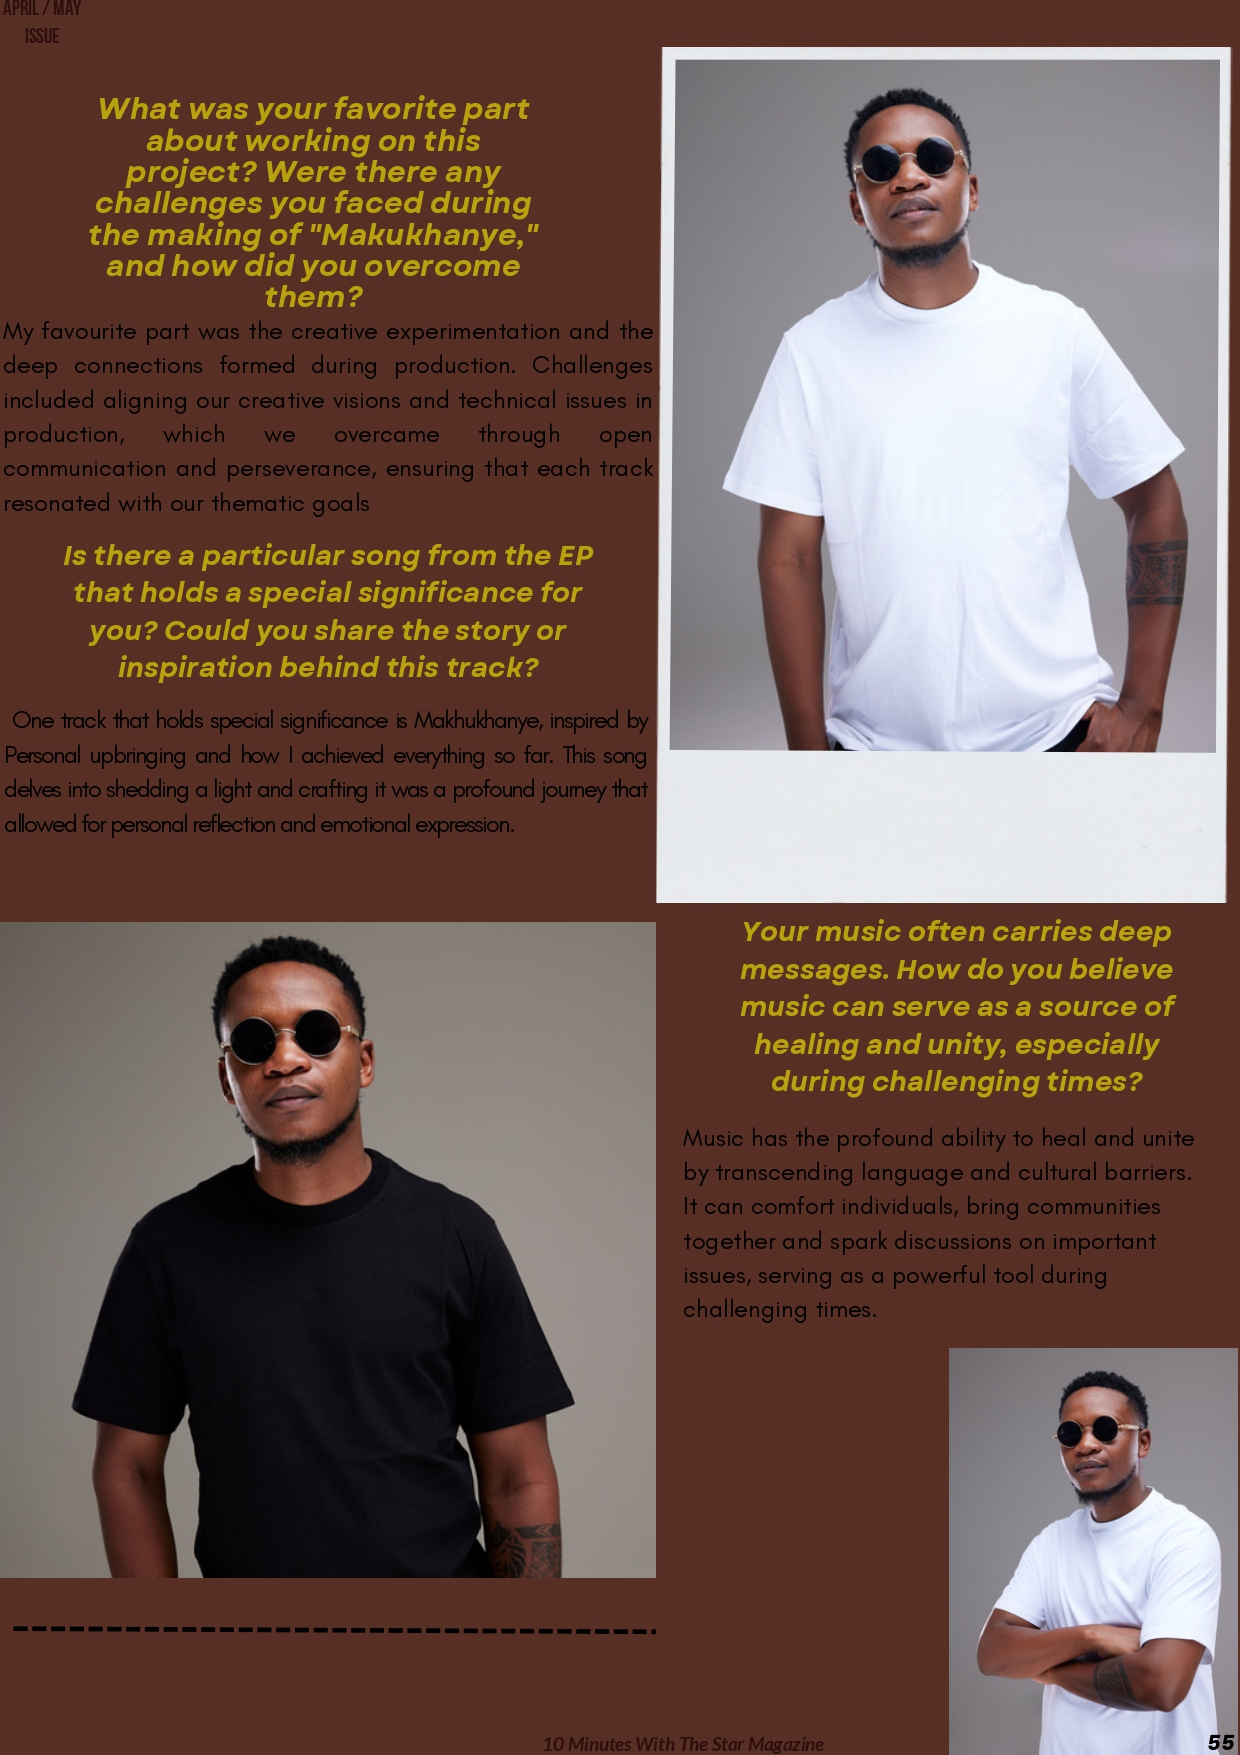 APRIL / MAY
ISSUE
What was your favorite part
about working on this
project? Were there any
challenges you faced during
the making of "Makukhanye,"
and how did you overcome
them?
My favourite part was the creative experimentation and the
deep connections formed during production. Challenges
included aligning our creative visions and technical issues in
production, which we overcame through open
communication and perseverance, ensuring that each track
resonated with our thematic goals
Is there a particular song from the EP
that holds a special significance for
you? Could you share the story or
inspiration behind this track?
One track that holds special significance is Makhukhanye, inspired by
Personal upbringing and how I achieved everything so far. This song
delves into shedding a light and crafting it was a profound journey that
allowed for personal reflection and emotional expression.
Your music often carries deep
messages. How do you believe
music can serve as a source of
healing and unity, especially
during challenging times?
Music has the profound ability to heal and unite
by transcending language and cultural barriers.
It can comfort individuals, bring communities
together and spark discussions on important
issues, serving as a powerful tool during
challenging times.
10 Minutes With The Star Magazine
55